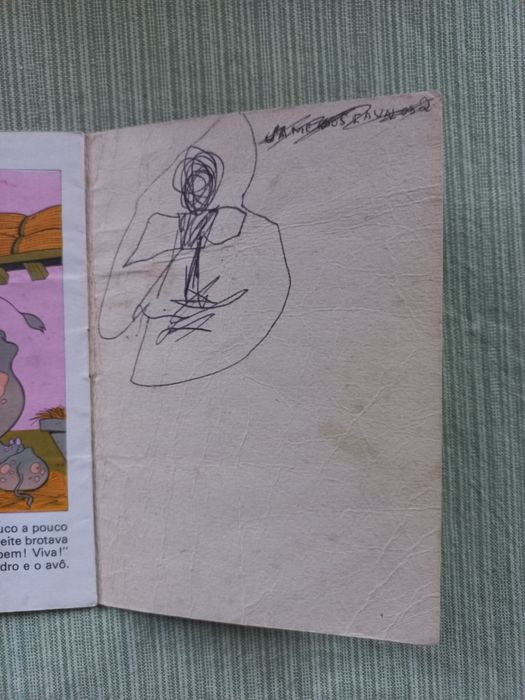 uco a pouco
eite brotava
bem! Viva!"
dro e o avô.